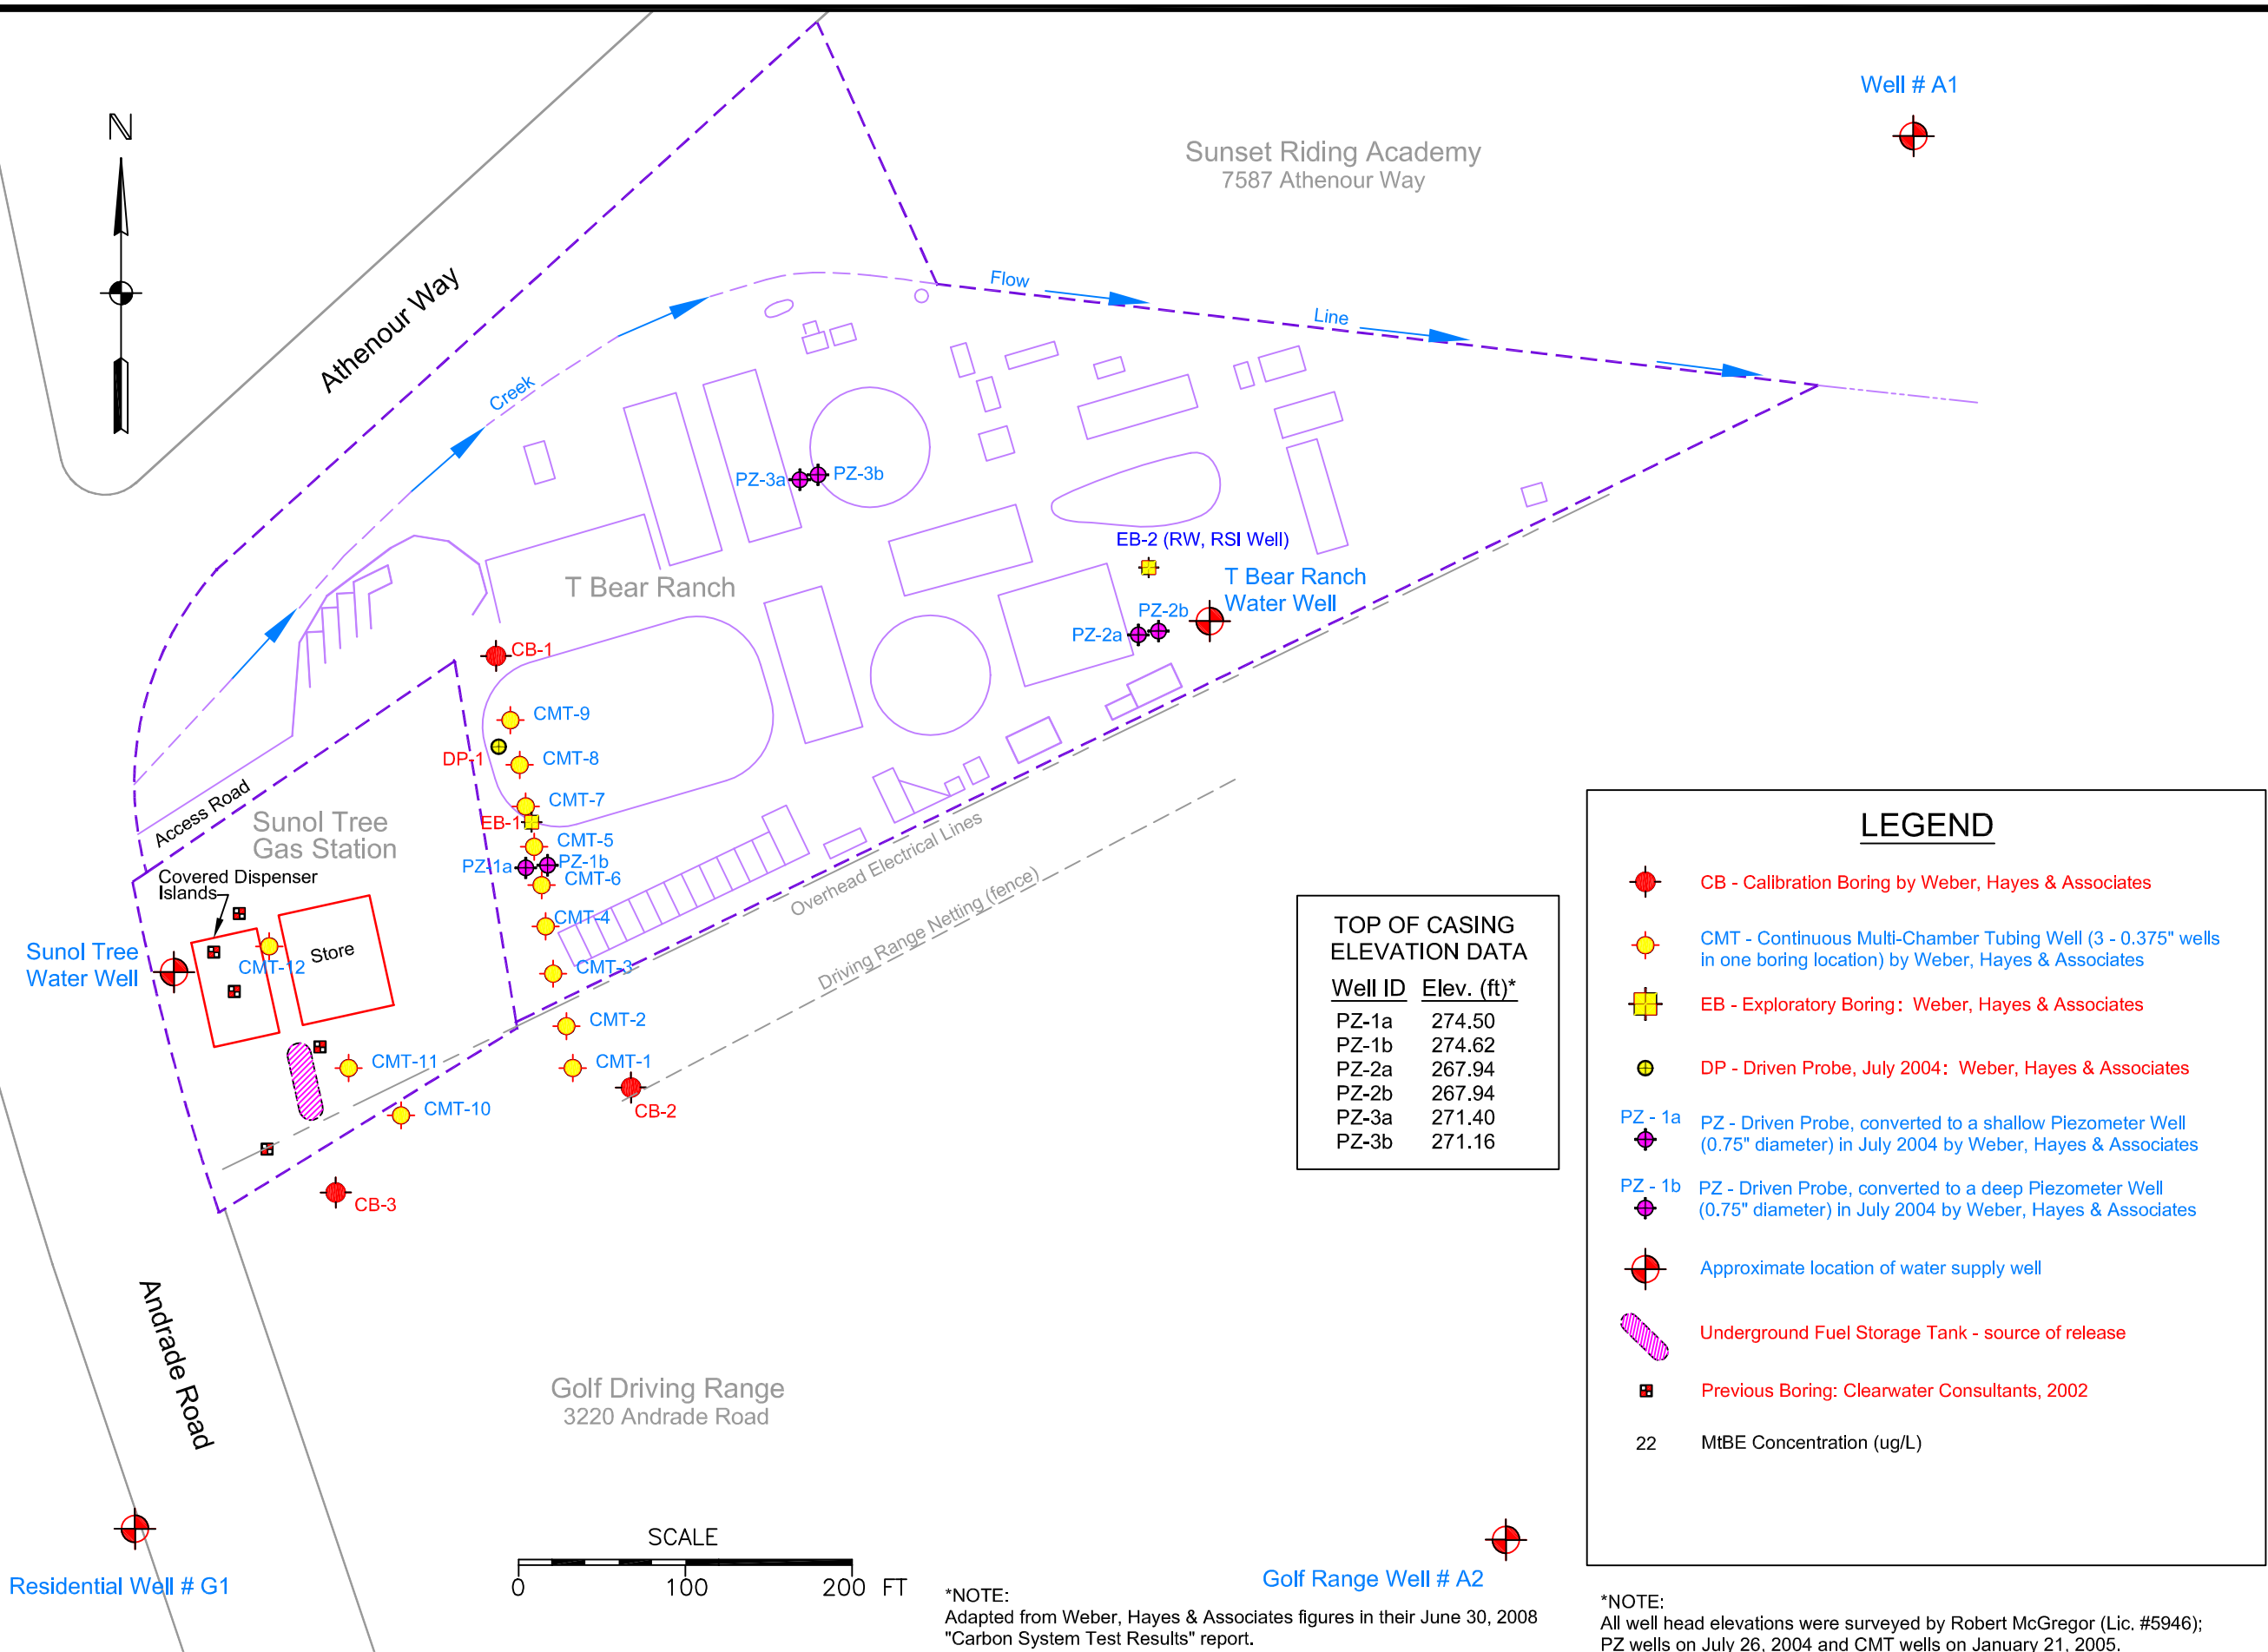 N
Well # A1
Sunset Riding Academy
7587 Athenour Way
Athenour Way
Flow
Line
Creek
PZ-3a
PZ-3b
EB-2 (RW, RSI Well)
T Bear Ranch
T Bear Ranch
Water Well
PZ-2b
PZ-2a
CB-1
CMT-9
DP-1
CMT-8
CMT-7
EB-1
CMT-5
PZ-1a
PZ-1b
CMT-6
CMT-4
CMT-3
CMT-2
CMT-1
CB-2
Access Road
Sunol Tree
Gas Station
Covered Dispenser
Islands
Store
Sunol Tree
Water Well
CMT-12
CMT-11
CMT-10
CB-3
Overhead Electrical Lines
Driving Range Netting (fence)
TOP OF CASING
ELEVATION DATA
Well ID Elev. (ft)*
PZ-1a 274.50
PZ-1b 274.62
PZ-2a 267.94
PZ-2b 267.94
PZ-3a 271.40
PZ-3b 271.16
LEGEND
CB - Calibration Boring by Weber, Hayes & Associates
CMT - Continuous Multi-Chamber Tubing Well (3 - 0.375" wells
in one boring location) by Weber, Hayes & Associates
EB - Exploratory Boring: Weber, Hayes & Associates
DP - Driven Probe, July 2004: Weber, Hayes & Associates
PZ - 1a
PZ - Driven Probe, converted to a shallow Piezometer Well
(0.75" diameter) in July 2004 by Weber, Hayes & Associates
PZ - 1b
PZ - Driven Probe, converted to a deep Piezometer Well
(0.75" diameter) in July 2004 by Weber, Hayes & Associates
Approximate location of water supply well
Underground Fuel Storage Tank - source of release
Previous Boring: Clearwater Consultants, 2002
22 MtBE Concentration (ug/L)
Andrade Road
Golf Driving Range
3220 Andrade Road
Residential Well # G1
SCALE
0 100 200 FT
Golf Range Well # A2
*NOTE:
Adapted from Weber, Hayes & Associates figures in their June 30, 2008
"Carbon System Test Results" report.
*NOTE:
All well head elevations were surveyed by Robert McGregor (Lic. #5946);
PZ wells on July 26, 2004 and CMT wells on January 21, 2005.